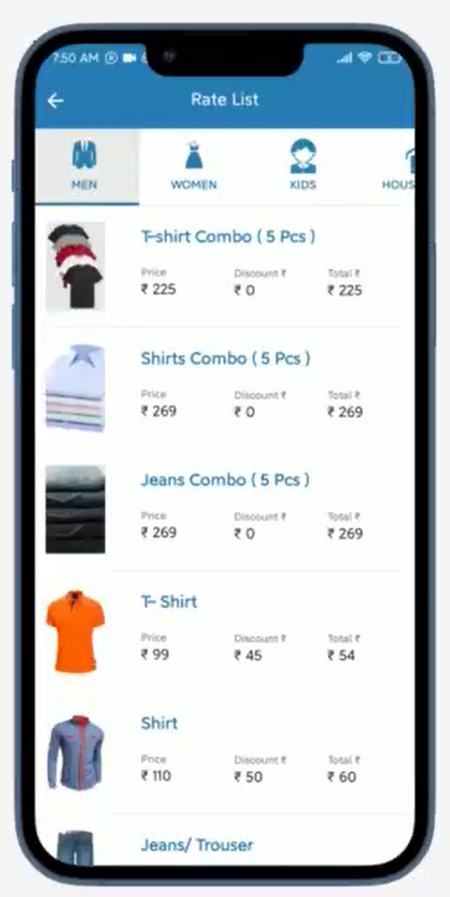 7:50 AM
Rate List
MEN
WOMEN
KIDS
HOUS
T-shirt Combo ( 5 Pcs )
Price Discount ₹ Total ₹
₹ 225 ₹ 0 ₹ 225
Shirts Combo ( 5 Pcs )
Price Discount ₹ Total ₹
₹ 269 ₹ 0 ₹ 269
Jeans Combo ( 5 Pcs )
Price Discount ₹ Total ₹
₹ 269 ₹ 0 ₹ 269
T- Shirt
Price Discount ₹ Total ₹
₹ 99 ₹ 45 ₹ 54
Shirt
Price Discount ₹ Total ₹
₹ 110 ₹ 50 ₹ 60
Jeans/ Trouser